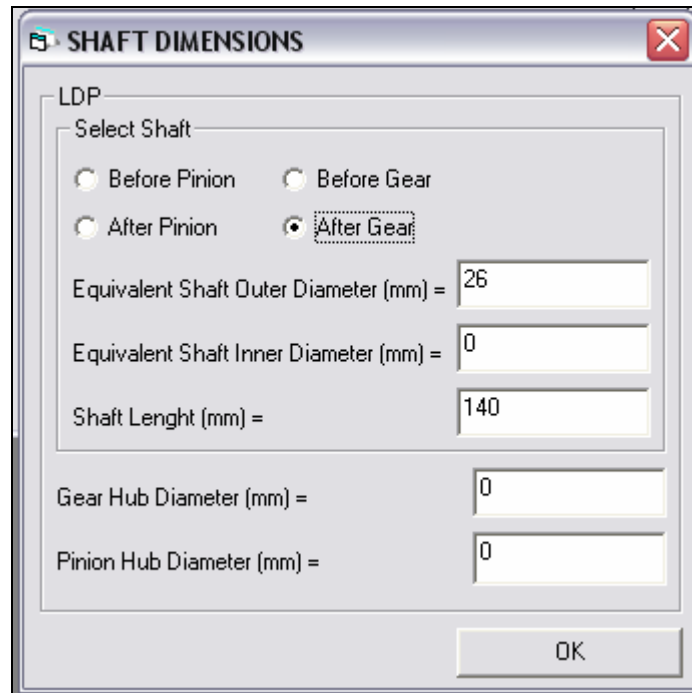 SHAFT DIMENSIONS
LDP
Select Shaft
Before Pinion Before Gear
After Pinion After Gear
Equivalent Shaft Outer Diameter (mm) = 26
Equivalent Shaft Inner Diameter (mm) = 0
Shaft Lenght (mm) = 140
Gear Hub Diameter (mm) = 0
Pinion Hub Diameter (mm) = 0
OK